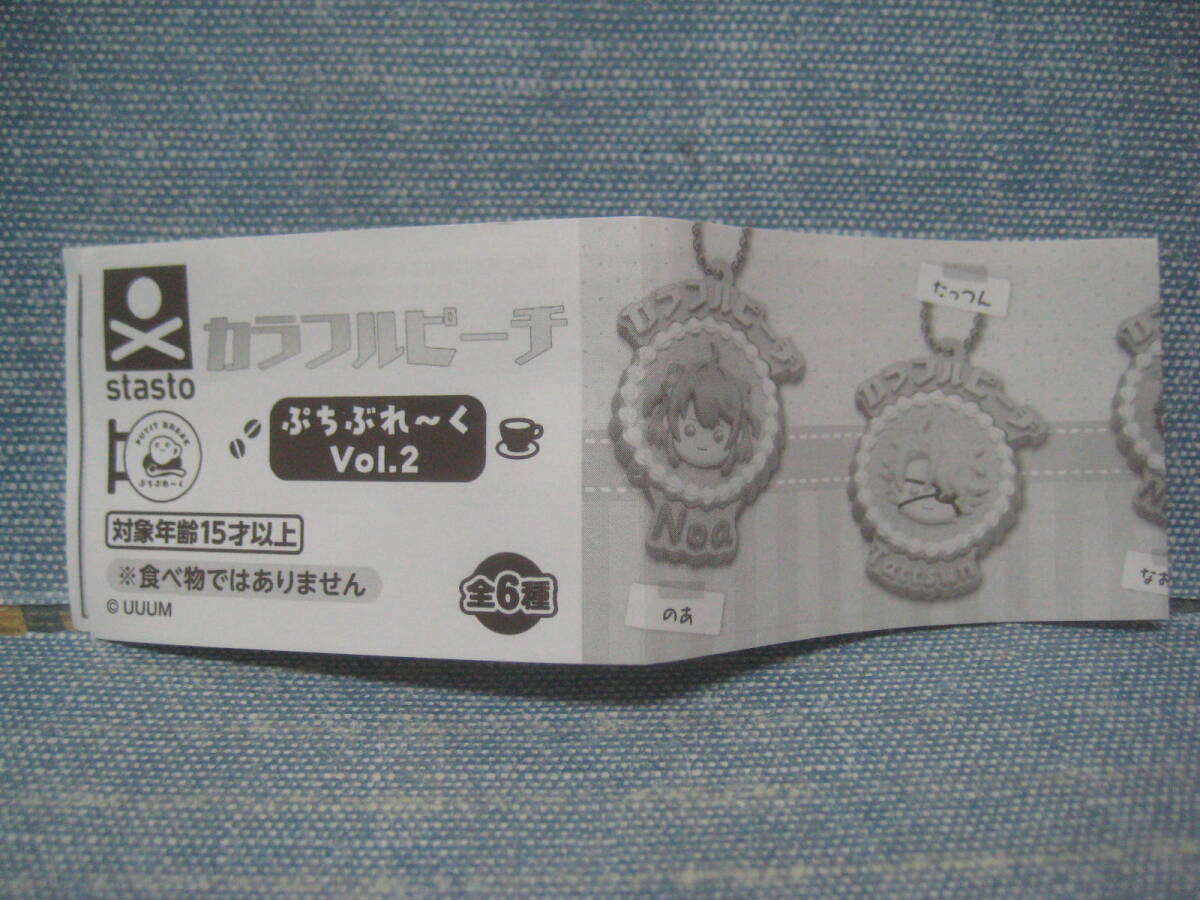 stasto
カラフルピーチ
PUTIT BREAK
ぷちぶれ～く
ぷちぶれ～く
Vol.2
対象年齢15才以上
※食べ物ではありません
© UUUM
全6種
カラフルピーチ
Noa
のあ
たっつん
カラフルピーチ
Tattsun
なお